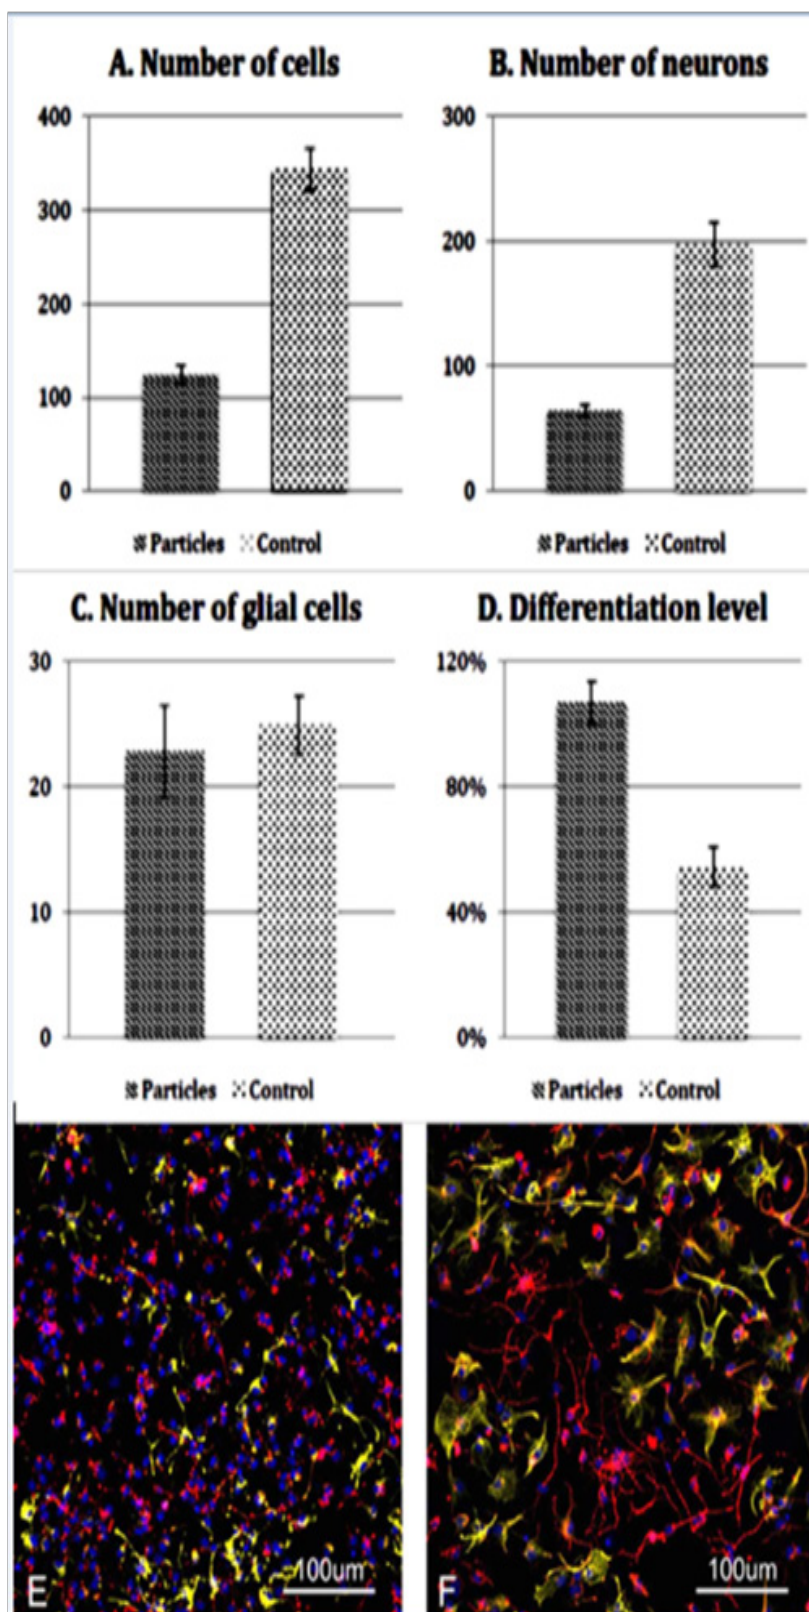 A. Number of cells
400
300
200
100
0
Particles Control
B. Number of neurons
300
200
100
0
Particles Control
C. Number of glial cells
30
20
10
0
Particles Control
D. Differentiation level
120%
80%
40%
0%
Particles Control
E
100um
F
100um